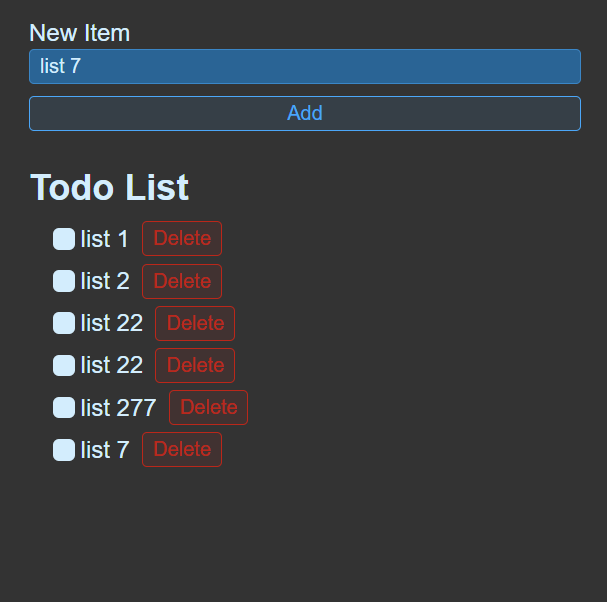 New Item
list 7
Add
Todo List
list 1 Delete
list 2 Delete
list 22 Delete
list 22 Delete
list 277 Delete
list 7 Delete